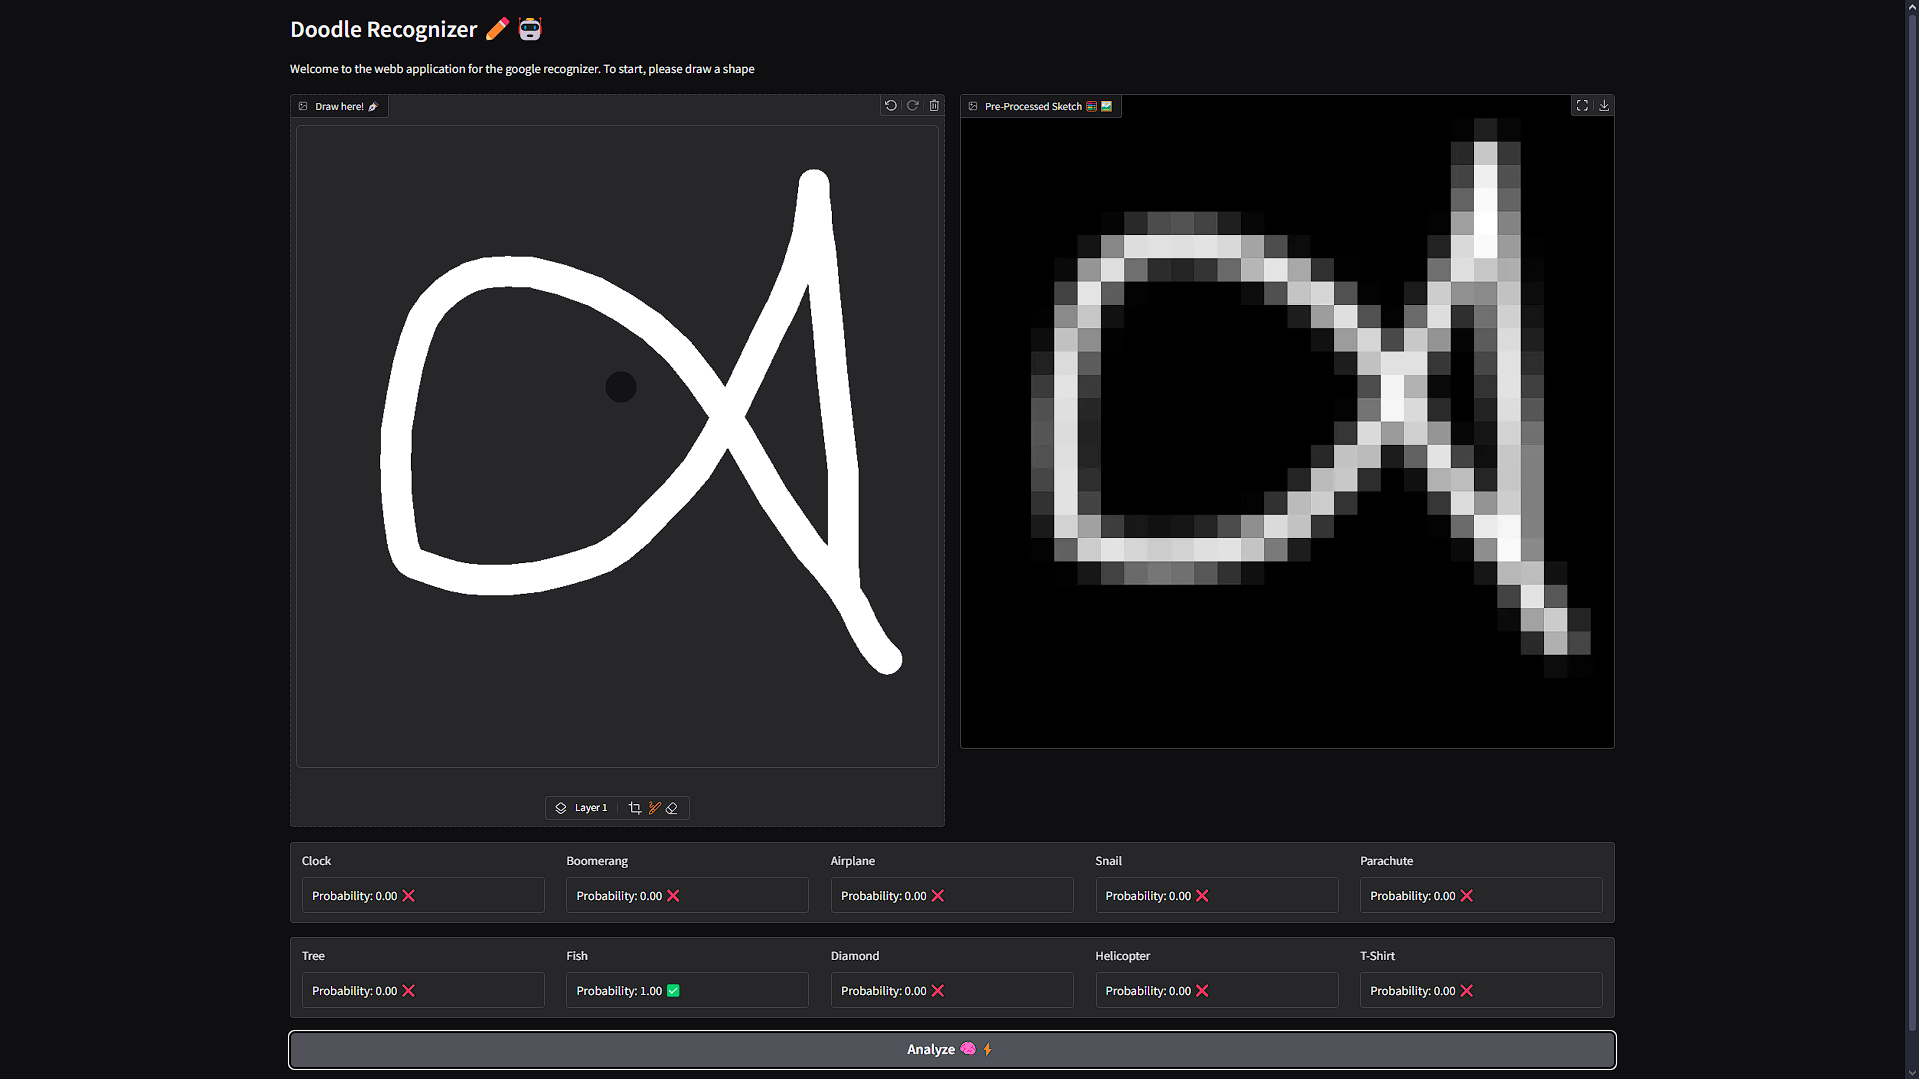 Doodle Recognizer ✏️ 🤖
Welcome to the webb application for the google recognizer. To start, please draw a shape
Draw here!
Pre-Processed Sketch
Layer 1
Clock Boomerang Airplane Snail Parachute
Probability: 0.00 ❌ Probability: 0.00 ❌ Probability: 0.00 ❌ Probability: 0.00 ❌ Probability: 0.00 ❌
Tree Fish Diamond Helicopter T-Shirt
Probability: 0.00 ❌ Probability: 1.00 ✅ Probability: 0.00 ❌ Probability: 0.00 ❌ Probability: 0.00 ❌
Analyze 🧠⚡